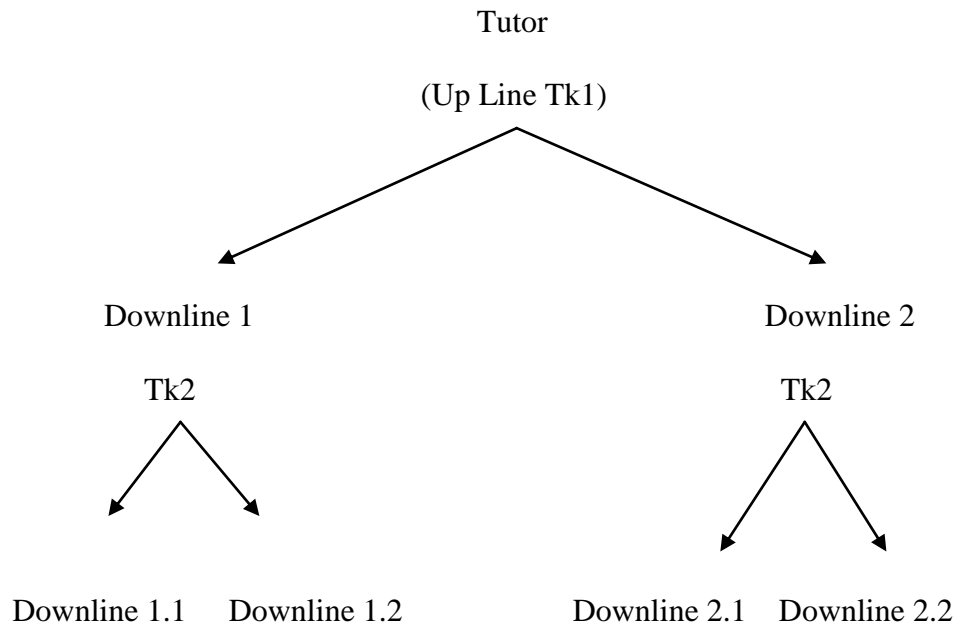 Tutor
(Up Line Tk1)
Downline 1 Downline 2
Tk2 Tk2
Downline 1.1 Downline 1.2 Downline 2.1 Downline 2.2